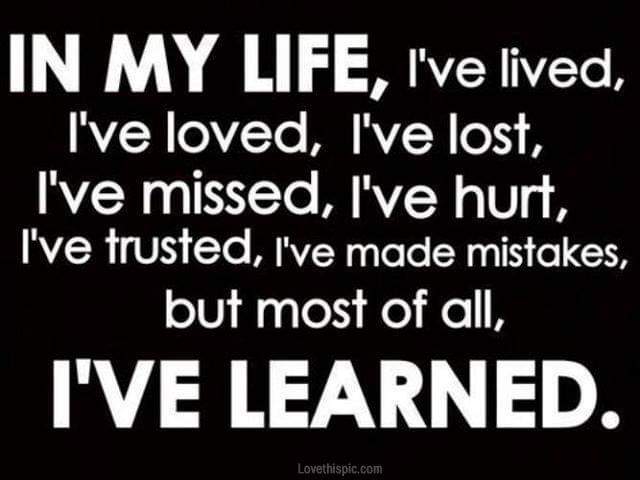 IN MY LIFE, I've lived,
I've loved, I've lost,
I've missed, I've hurt,
I've trusted, I've made mistakes,
but most of all,
I'VE LEARNED.
Lovethispic.com